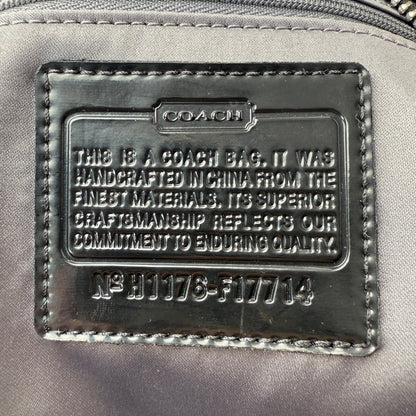 COACH
THIS IS A COACH BAG. IT WAS
HANDCRAFTED IN CHINA FROM THE
FINEST MATERIALS. ITS SUPERIOR
CRAFTSMANSHIP REFLECTS OUR
COMMITMENT TO ENDURING QUALITY.
Nº H1176-F17714